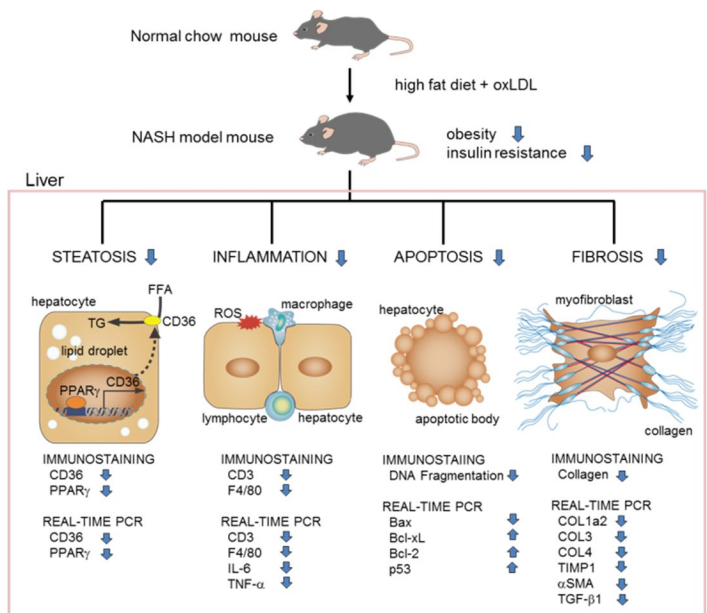 Normal chow mouse
high fat diet + oxLDL
NASH model mouse
obesity
insulin resistance
Liver
STEATOSIS
INFLAMMATION
APOPTOSIS
FIBROSIS
hepatocyte
FFA
TG
CD36
lipid droplet
CD36
PPARγ
ROS
macrophage
lymphocyte
hepatocyte
hepatocyte
apoptotic body
myofibroblast
collagen
IMMUNOSTAINING
CD36
PPARγ
REAL-TIME PCR
CD36
PPARγ
IMMUNOSTAINING
CD3
F4/80
REAL-TIME PCR
CD3
F4/80
IL-6
TNF-α
IMMUNOSTAIING
DNA Fragmentation
REAL-TIME PCR
Bax
Bcl-xL
Bcl-2
p53
IMMUNOSTAINING
Collagen
REAL-TIME PCR
COL1a2
COL3
COL4
TIMP1
αSMA
TGF-β1